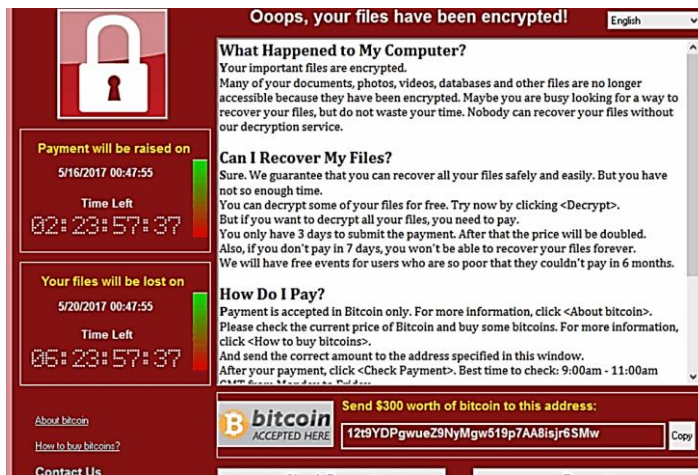 Ooops, your files have been encrypted!
English
What Happened to My Computer?
Your important files are encrypted.
Many of your documents, photos, videos, databases and other files are no longer
accessible because they have been encrypted. Maybe you are busy looking for a way to
recover your files, but do not waste your time. Nobody can recover your files without
our decryption service.
Can I Recover My Files?
Sure. We guarantee that you can recover all your files safely and easily. But you have
not so enough time.
You can decrypt some of your files for free. Try now by clicking <Decrypt>.
But if you want to decrypt all your files, you need to pay.
You only have 3 days to submit the payment. After that the price will be doubled.
Also, if you don't pay in 7 days, you won't be able to recover your files forever.
We will have free events for users who are so poor that they couldn't pay in 6 months.
How Do I Pay?
Payment is accepted in Bitcoin only. For more information, click <About bitcoin>.
Please check the current price of Bitcoin and buy some bitcoins. For more information,
click <How to buy bitcoins>.
And send the correct amount to the address specified in this window.
After your payment, click <Check Payment>. Best time to check: 9:00am - 11:00am
GMT from Monday to Friday.
Payment will be raised on
5/16/2017 00:47:55
Time Left
02:23:57:37
Your files will be lost on
5/20/2017 00:47:55
Time Left
06:23:57:37
About bitcoin
How to buy bitcoins?
Contact Us
bitcoin
ACCEPTED HERE
Send $300 worth of bitcoin to this address:
12t9YDPgwueZ9NyMgw519p7AA8isjr6SMw
Copy